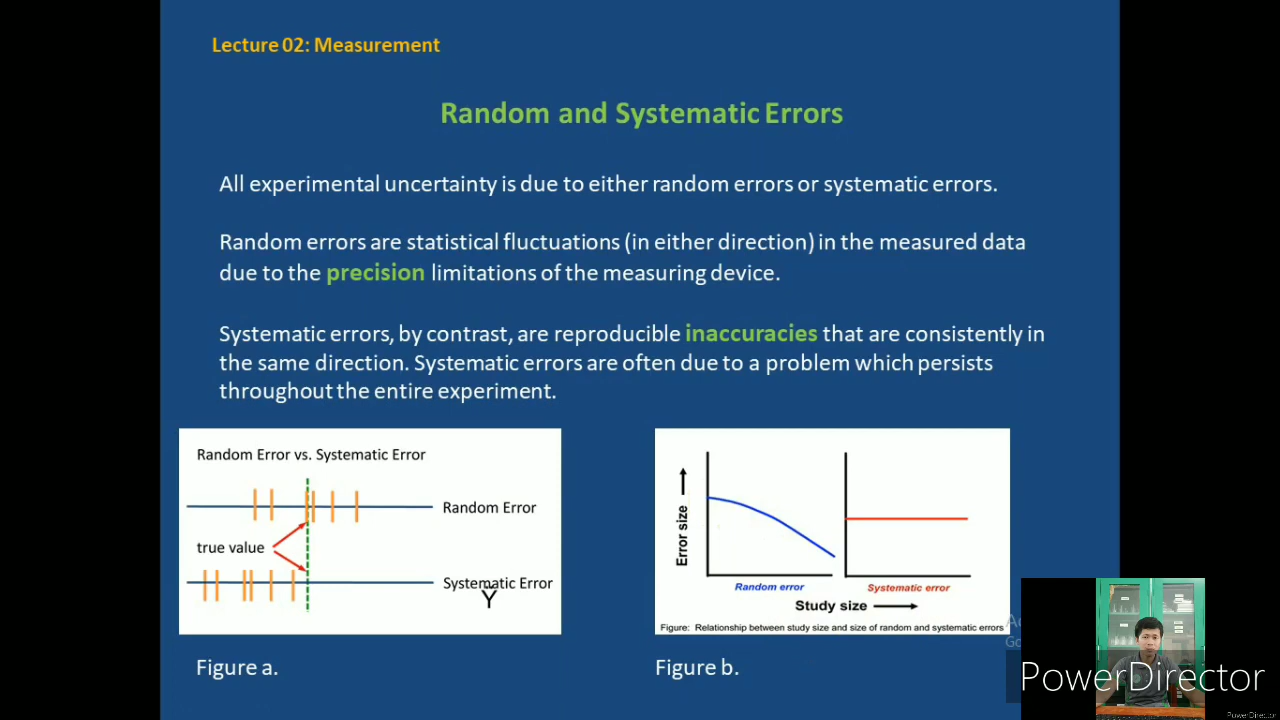 Lecture 02: Measurement
Random and Systematic Errors
All experimental uncertainty is due to either random errors or systematic errors.
Random errors are statistical fluctuations (in either direction) in the measured data
due to the precision limitations of the measuring device.
Systematic errors, by contrast, are reproducible inaccuracies that are consistently in
the same direction. Systematic errors are often due to a problem which persists
throughout the entire experiment.
Random Error vs. Systematic Error
Random Error
true value
Systematic Error
Y
Figure a.
Error size
Random error
Systematic error
Study size
Figure: Relationship between study size and size of random and systematic errors
Figure b.
PowerDirector
PowerDirector